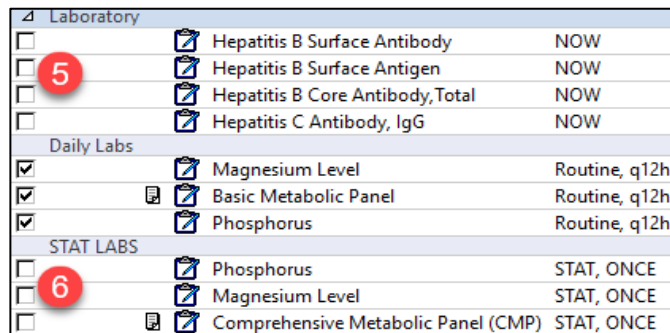 Laboratory
Hepatitis B Surface Antibody NOW
5 Hepatitis B Surface Antigen NOW
Hepatitis B Core Antibody,Total NOW
Hepatitis C Antibody, IgG NOW
Daily Labs
Magnesium Level Routine, q12h
Basic Metabolic Panel Routine, q12h
Phosphorus Routine, q12h
STAT LABS
6 Phosphorus STAT, ONCE
Magnesium Level STAT, ONCE
Comprehensive Metabolic Panel (CMP) STAT, ONCE